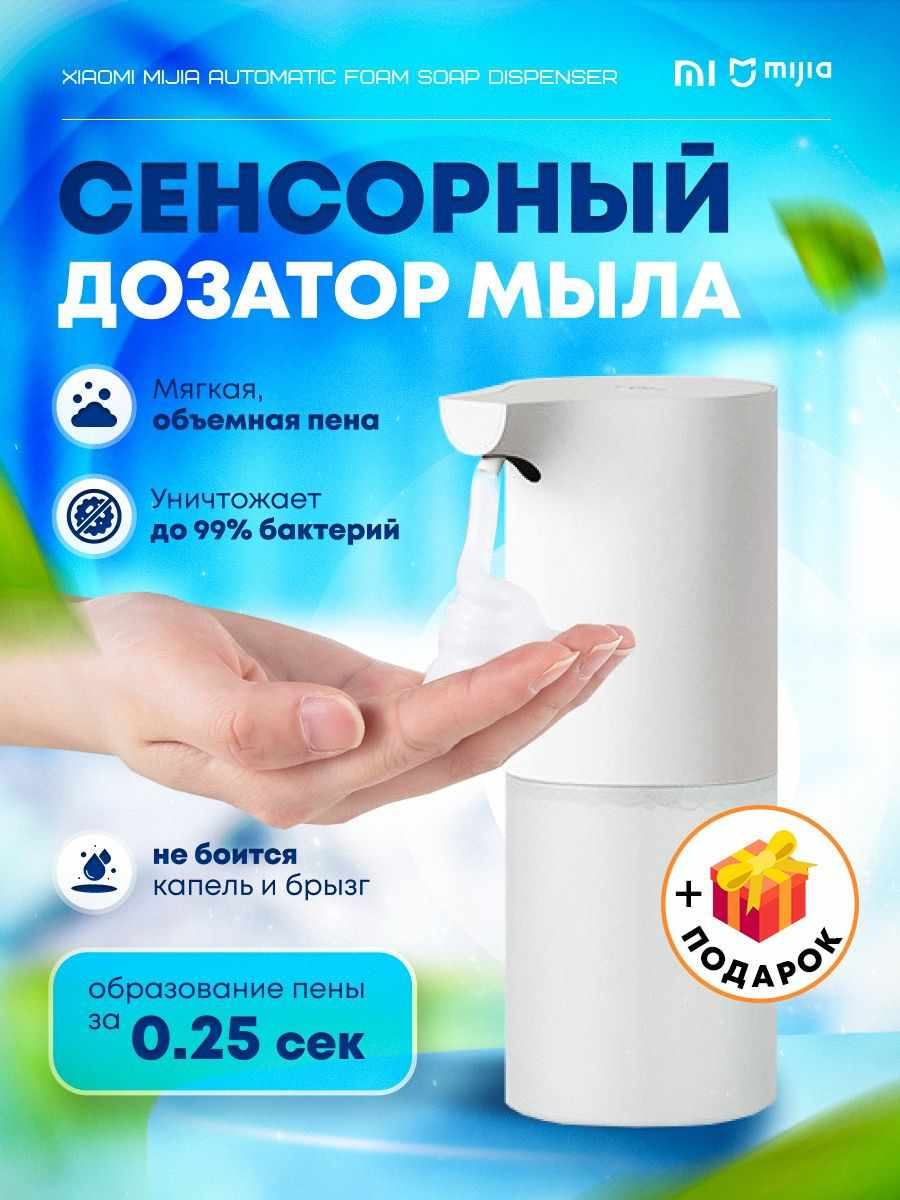 XIAOMI MIJIA AUTOMATIC FOAM SOAP DISPENSER
mi mijia
СЕНСОРНЫЙ
ДОЗАТОР МЫЛА
Мягкая,
объемная пена
Уничтожает
до 99% бактерий
не боится
капель и брызг
образование пены
за 0.25 сек
+
ПОДАРОК